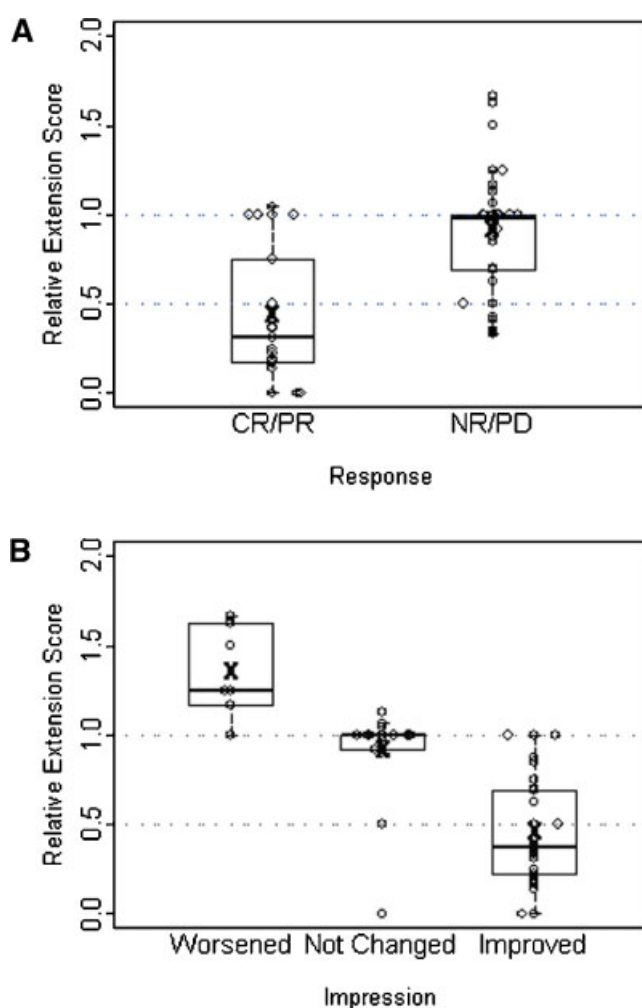 A
Relative Extension Score
2.0
1.5
1.0
0.5
0.0
CR/PR NR/PD
Response
B
Relative Extension Score
2.0
1.5
1.0
0.5
0.0
Worsened Not Changed Improved
Impression